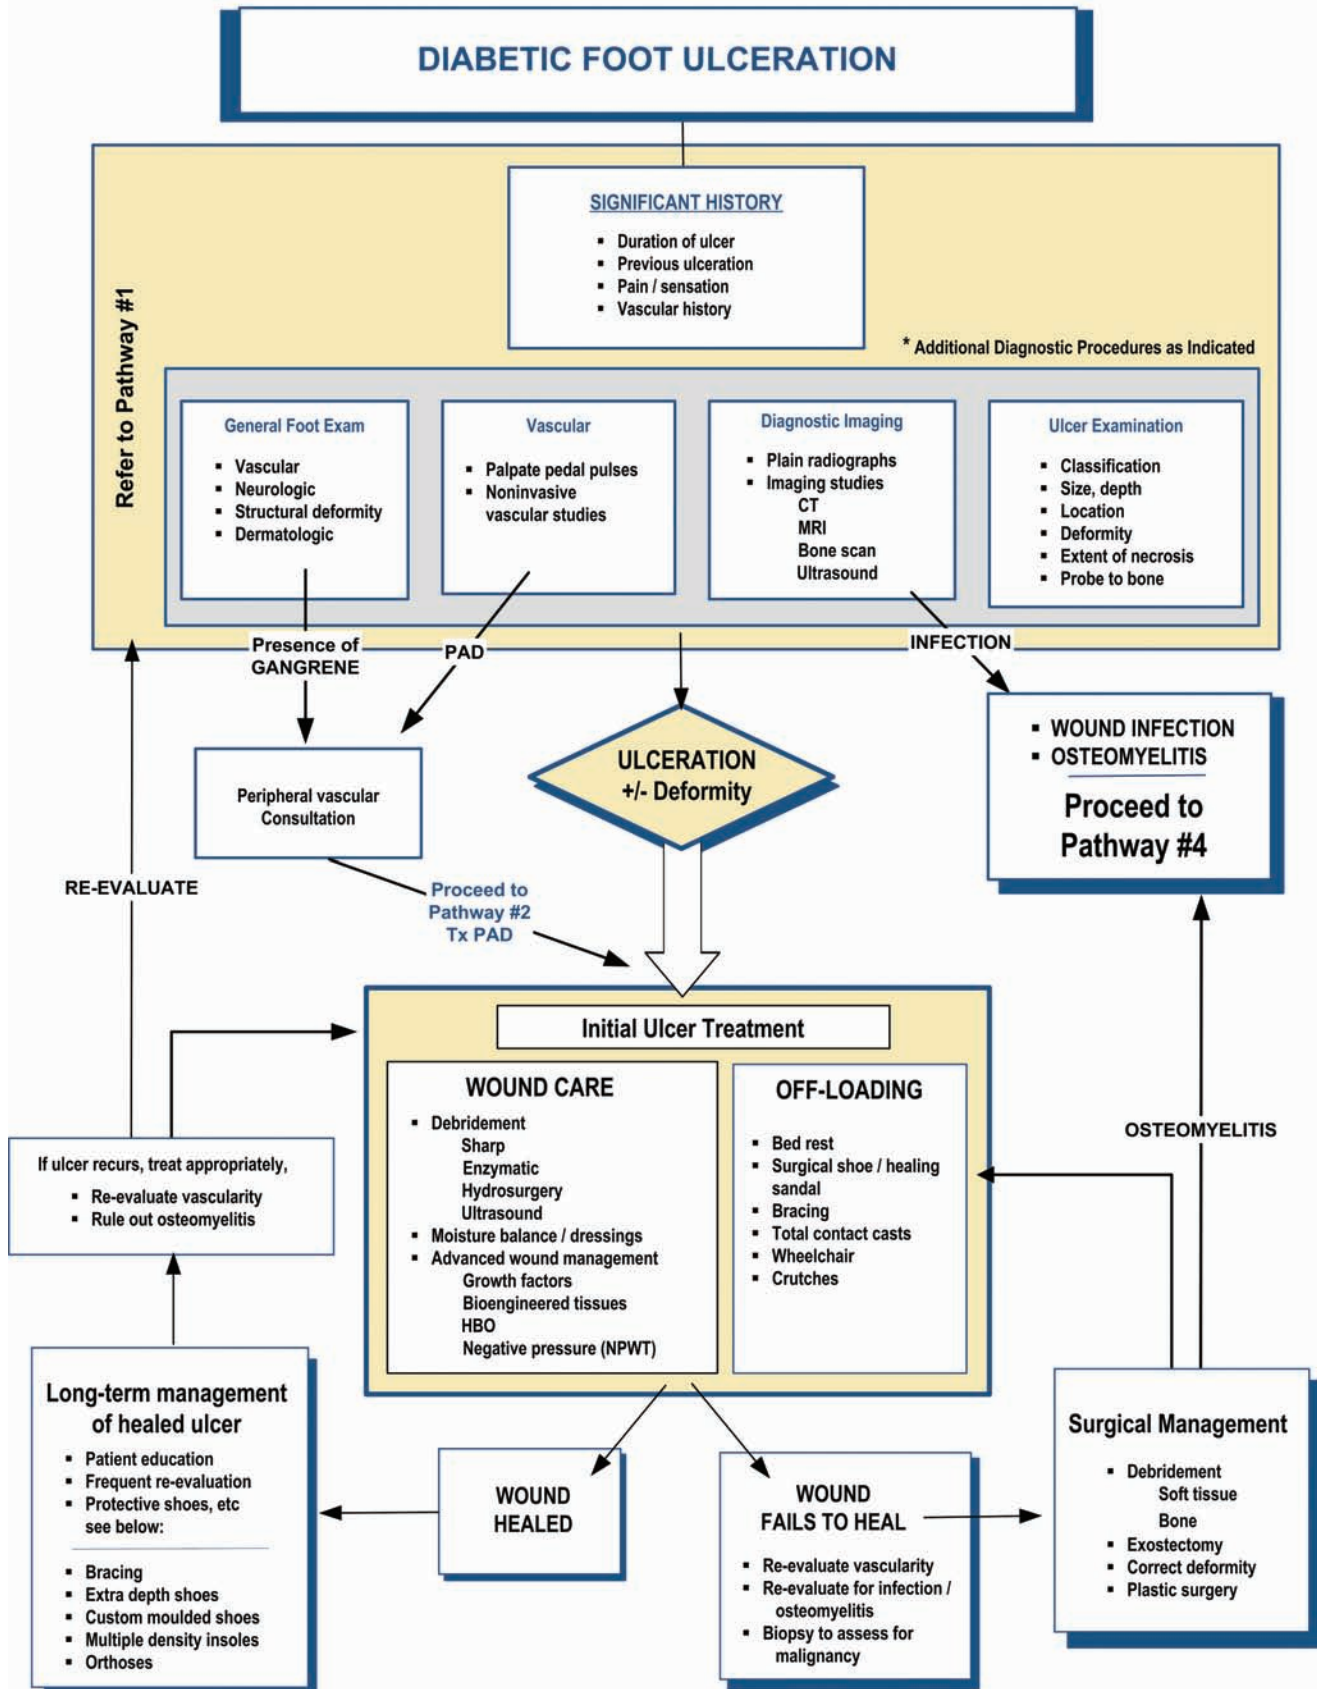 DIABETIC FOOT ULCERATION
Refer to Pathway #1
SIGNIFICANT HISTORY
▪ Duration of ulcer
▪ Previous ulceration
▪ Pain / sensation
▪ Vascular history
* Additional Diagnostic Procedures as Indicated
General Foot Exam
▪ Vascular
▪ Neurologic
▪ Structural deformity
▪ Dermatologic
Vascular
▪ Palpate pedal pulses
▪ Noninvasive
vascular studies
Diagnostic Imaging
▪ Plain radiographs
▪ Imaging studies
CT
MRI
Bone scan
Ultrasound
Ulcer Examination
▪ Classification
▪ Size, depth
▪ Location
▪ Deformity
▪ Extent of necrosis
▪ Probe to bone
Presence of
GANGRENE
PAD
INFECTION
Peripheral vascular
Consultation
ULCERATION
+/- Deformity
▪ WOUND INFECTION
▪ OSTEOMYELITIS
Proceed to
Pathway #4
RE-EVALUATE
Proceed to
Pathway #2
Tx PAD
Initial Ulcer Treatment
WOUND CARE
▪ Debridement
Sharp
Enzymatic
Hydrosurgery
Ultrasound
▪ Moisture balance / dressings
▪ Advanced wound management
Growth factors
Bioengineered tissues
HBO
Negative pressure (NPWT)
OFF-LOADING
▪ Bed rest
▪ Surgical shoe / healing
sandal
▪ Bracing
▪ Total contact casts
▪ Wheelchair
▪ Crutches
OSTEOMYELITIS
If ulcer recurs, treat appropriately,
▪ Re-evaluate vascularity
▪ Rule out osteomyelitis
Long-term management
of healed ulcer
▪ Patient education
▪ Frequent re-evaluation
▪ Protective shoes, etc
see below:
▪ Bracing
▪ Extra depth shoes
▪ Custom moulded shoes
▪ Multiple density insoles
▪ Orthoses
WOUND
HEALED
WOUND
FAILS TO HEAL
▪ Re-evaluate vascularity
▪ Re-evaluate for infection /
osteomyelitis
▪ Biopsy to assess for
malignancy
Surgical Management
▪ Debridement
Soft tissue
Bone
▪ Exostectomy
▪ Correct deformity
▪ Plastic surgery